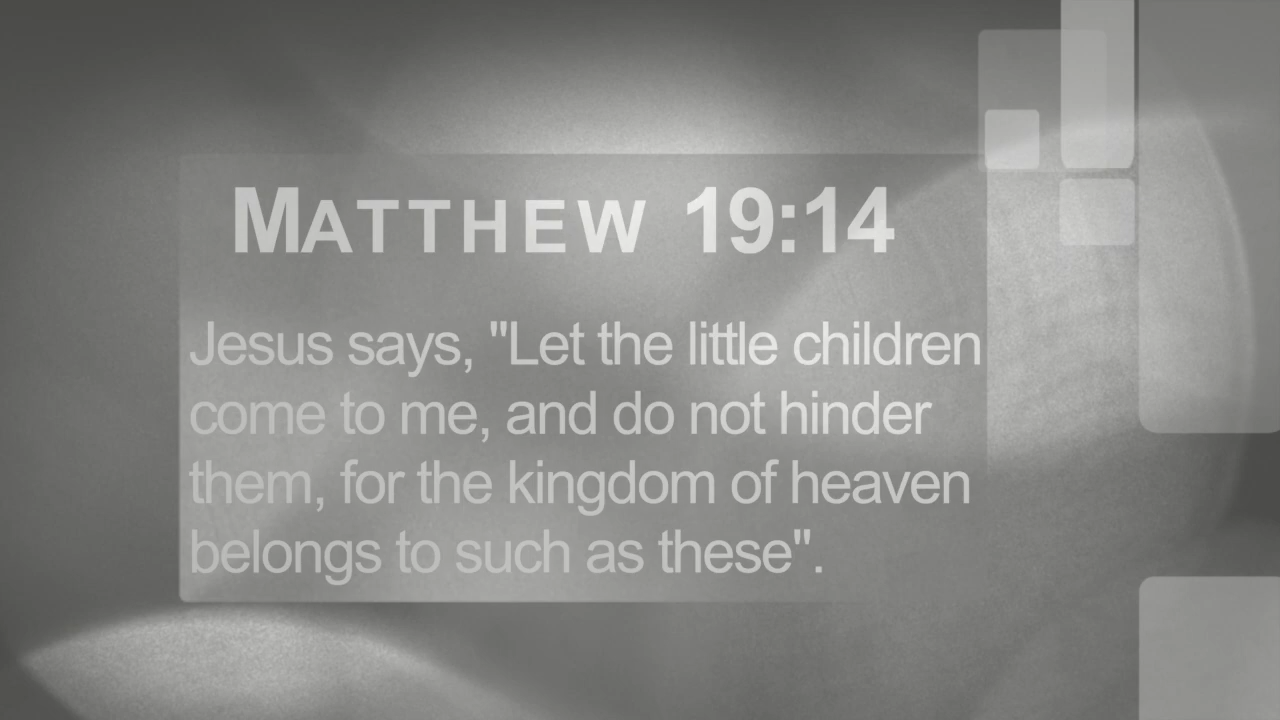 MATTHEW 19:14
Jesus says, "Let the little children
come to me, and do not hinder
them, for the kingdom of heaven
belongs to such as these".